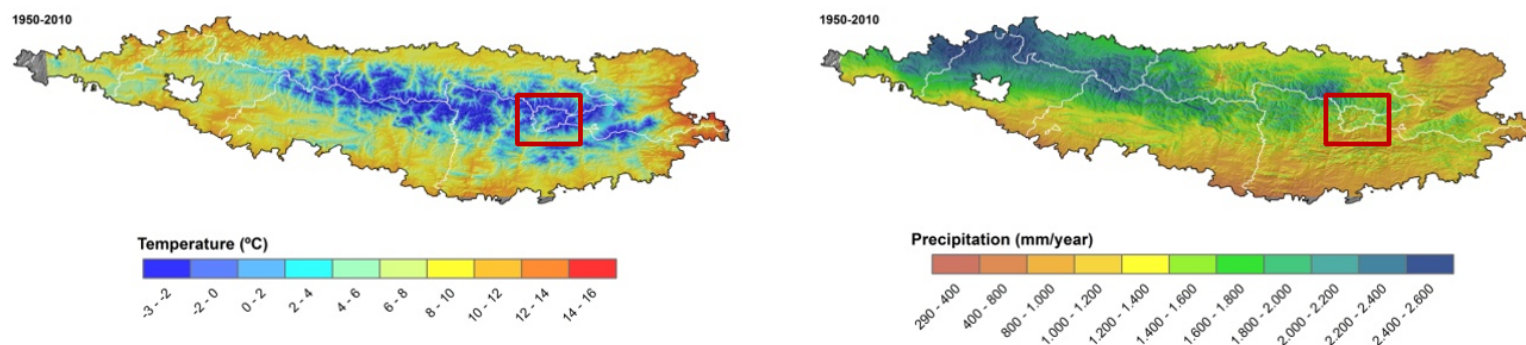 1950-2010
1950-2010
Temperature (ºC)
-3 - -2
-2 - 0
0 - 2
2 - 4
4 - 6
6 - 8
8 - 10
10 - 12
12 - 14
14 - 16
Precipitation (mm/year)
290 - 400
400 - 800
800 - 1.000
1.000 - 1.200
1.200 - 1.400
1.400 - 1.600
1.600 - 1.800
1.800 - 2.000
2.000 - 2.200
2.200 - 2.400
2.400 - 2.600